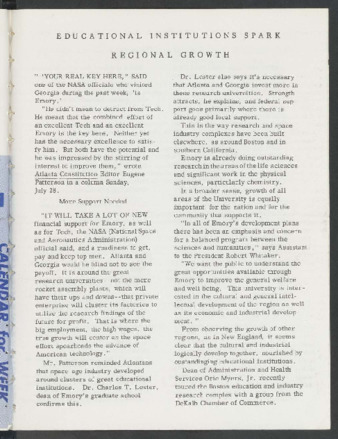 EDUCATIONAL INSTITUTIONS SPARK
REGIONAL GROWTH
" 'YOUR REAL KEY HERE,' SAID
one of the NASA officials who visited
Georgia during the past week, 'is
Emory.'
"He didn't mean to detract from Tech.
He meant that the combined effort of
an excellent Tech and an excellent
Emory is the key here. Neither yet
has the necessary excellence to satis-
fy him. But both have the potential and
he was impressed by the stirring of
interest to improve them," wrote
Atlanta Constitution Editor Eugene
Patterson in a column Sunday,
July 28.
More Support Needed
"IT WILL TAKE A LOT OF NEW
financial support for Emory, as well
as for Tech, the NASA (National Space
and Aeronautics Administration)
official said, and a readiness to get,
pay and keep top men. Atlanta and
Georgia would be blind not to see the
payoff. It is around the great
research universities - not the mere
rocket assembly plants, which will
have their ups and downs - that private
enterprise will cluster its factories to
utilize the research findings of the
future for profit. That is where the
big employment, the high wages, the
true growth will center as the space
effort spearheads the advance of
American technology."
Mr. Patterson reminded Atlantans
that space age industry developed
around clusters of great educational
institutions. Dr. Charles T. Lester,
dean of Emory's graduate school
confirms this.
Dr. Lester also says it's necessary
that Atlanta and Georgia invest more in
these research universities. Strength
attracts, he explains, and federal sup-
port goes primarily where there is
already good local support.
This is the way research and space
industry complexes have been built
elsewhere, as around Boston and in
southern California.
Emory is already doing outstanding
research in the areas of the life sciences
and significant work in the physical
sciences, particularly chemistry.
In a broader sense, growth of all
areas of the University is equally
important for the nation and for the
community that supports it.
"In all of Emory's development plans
there has been an emphasis and concern
for a balanced program between the
sciences and humanities," says Assistant
to the President Robert Whitaker.
"We want the public to understand the
great opportunities available through
Emory to improve the general welfare
and well being. This university is inter-
ested in the cultural and general intel-
lectual development of the region as well
as its economic and industrial develop
ment."
From observing the growth of other
regions, as in New England, it seems
clear that the cultural and industrial
logically develop together, nourished by
outstanding educational institutions.
Dean of Administration and Health
Services Orie Myers, Jr. recently
toured the Boston education and industry
research complex with a group from the
DeKalb Chamber of Commerce.
CALENDAR for WEEK